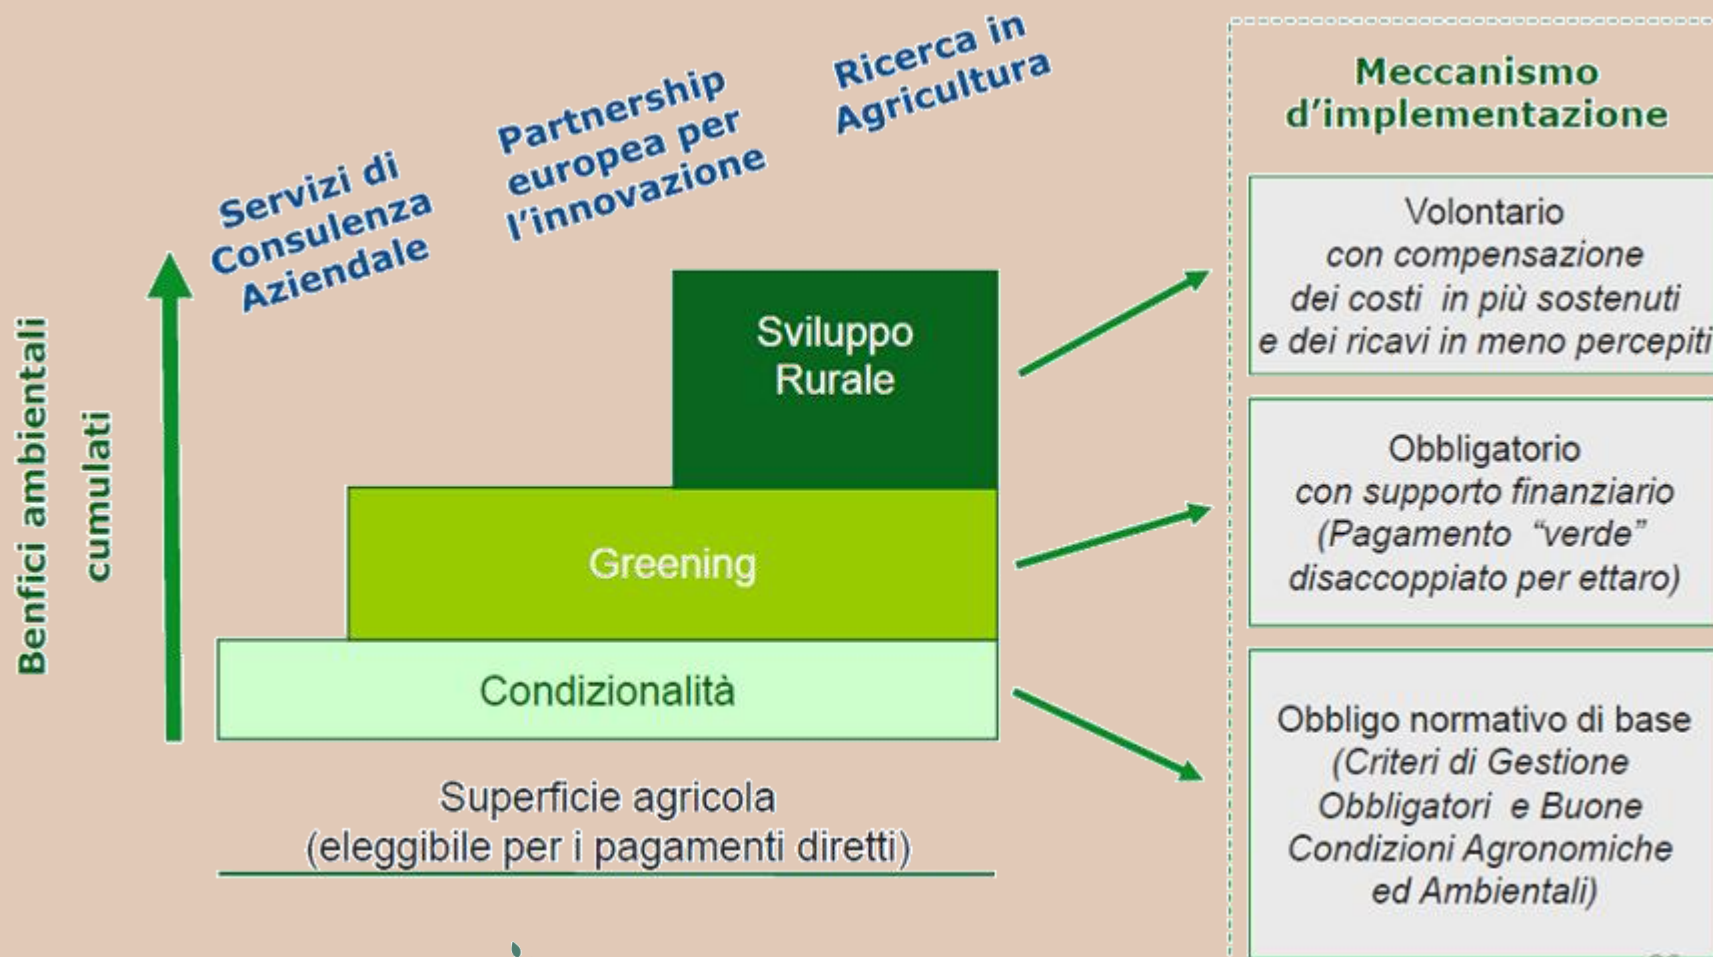 Servizi di
Consulenza
Aziendale
Partnership
europea per
l'innovazione
Ricerca in
Agricultura
Benfici ambientali
cumulati
Sviluppo
Rurale
Greening
Condizionalità
Superficie agricola
(eleggibile per i pagamenti diretti)
Meccanismo
d'implementazione
Volontario
con compensazione
dei costi in più sostenuti
e dei ricavi in meno percepiti
Obbligatorio
con supporto finanziario
(Pagamento “verde”
disaccoppiato per ettaro)
Obbligo normativo di base
(Criteri di Gestione
Obbligatori e Buone
Condizioni Agronomiche
ed Ambientali)